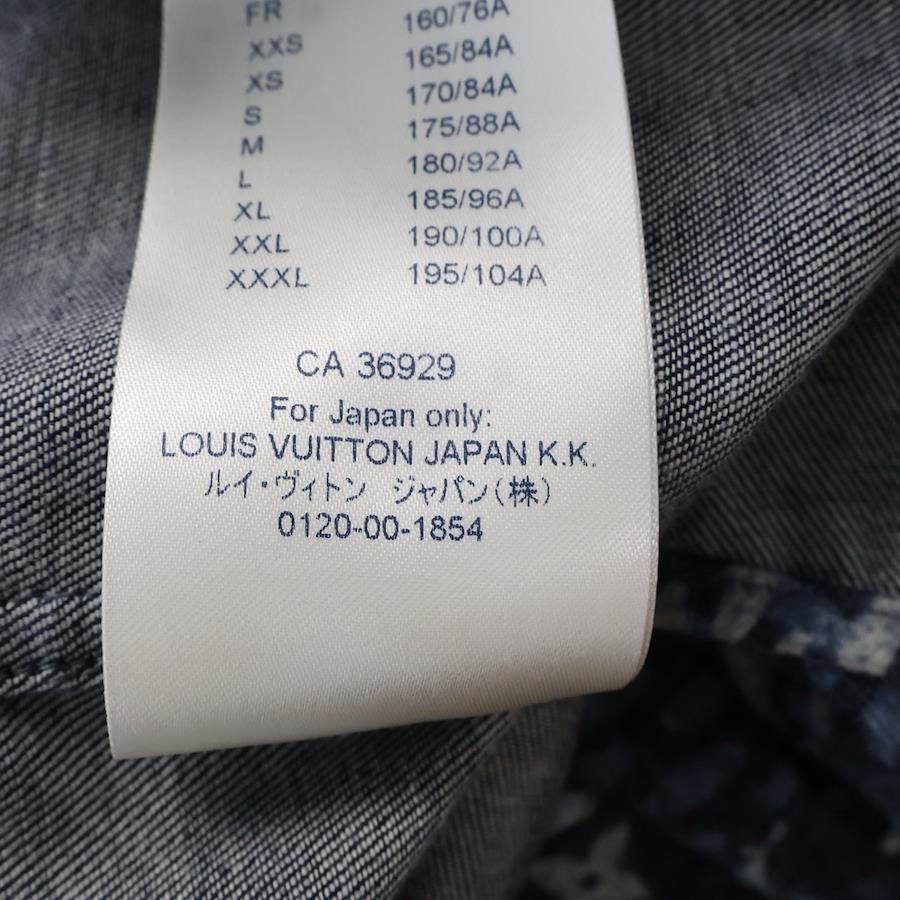 FR 160/76A
XXS 165/84A
XS 170/84A
S 175/88A
M 180/92A
L 185/96A
XL 190/100A
XXL 195/104A
XXXL
CA 36929
For Japan only:
LOUIS VUITTON JAPAN K.K.
ルイ・ヴィトン ジャパン(株)
0120-00-1854